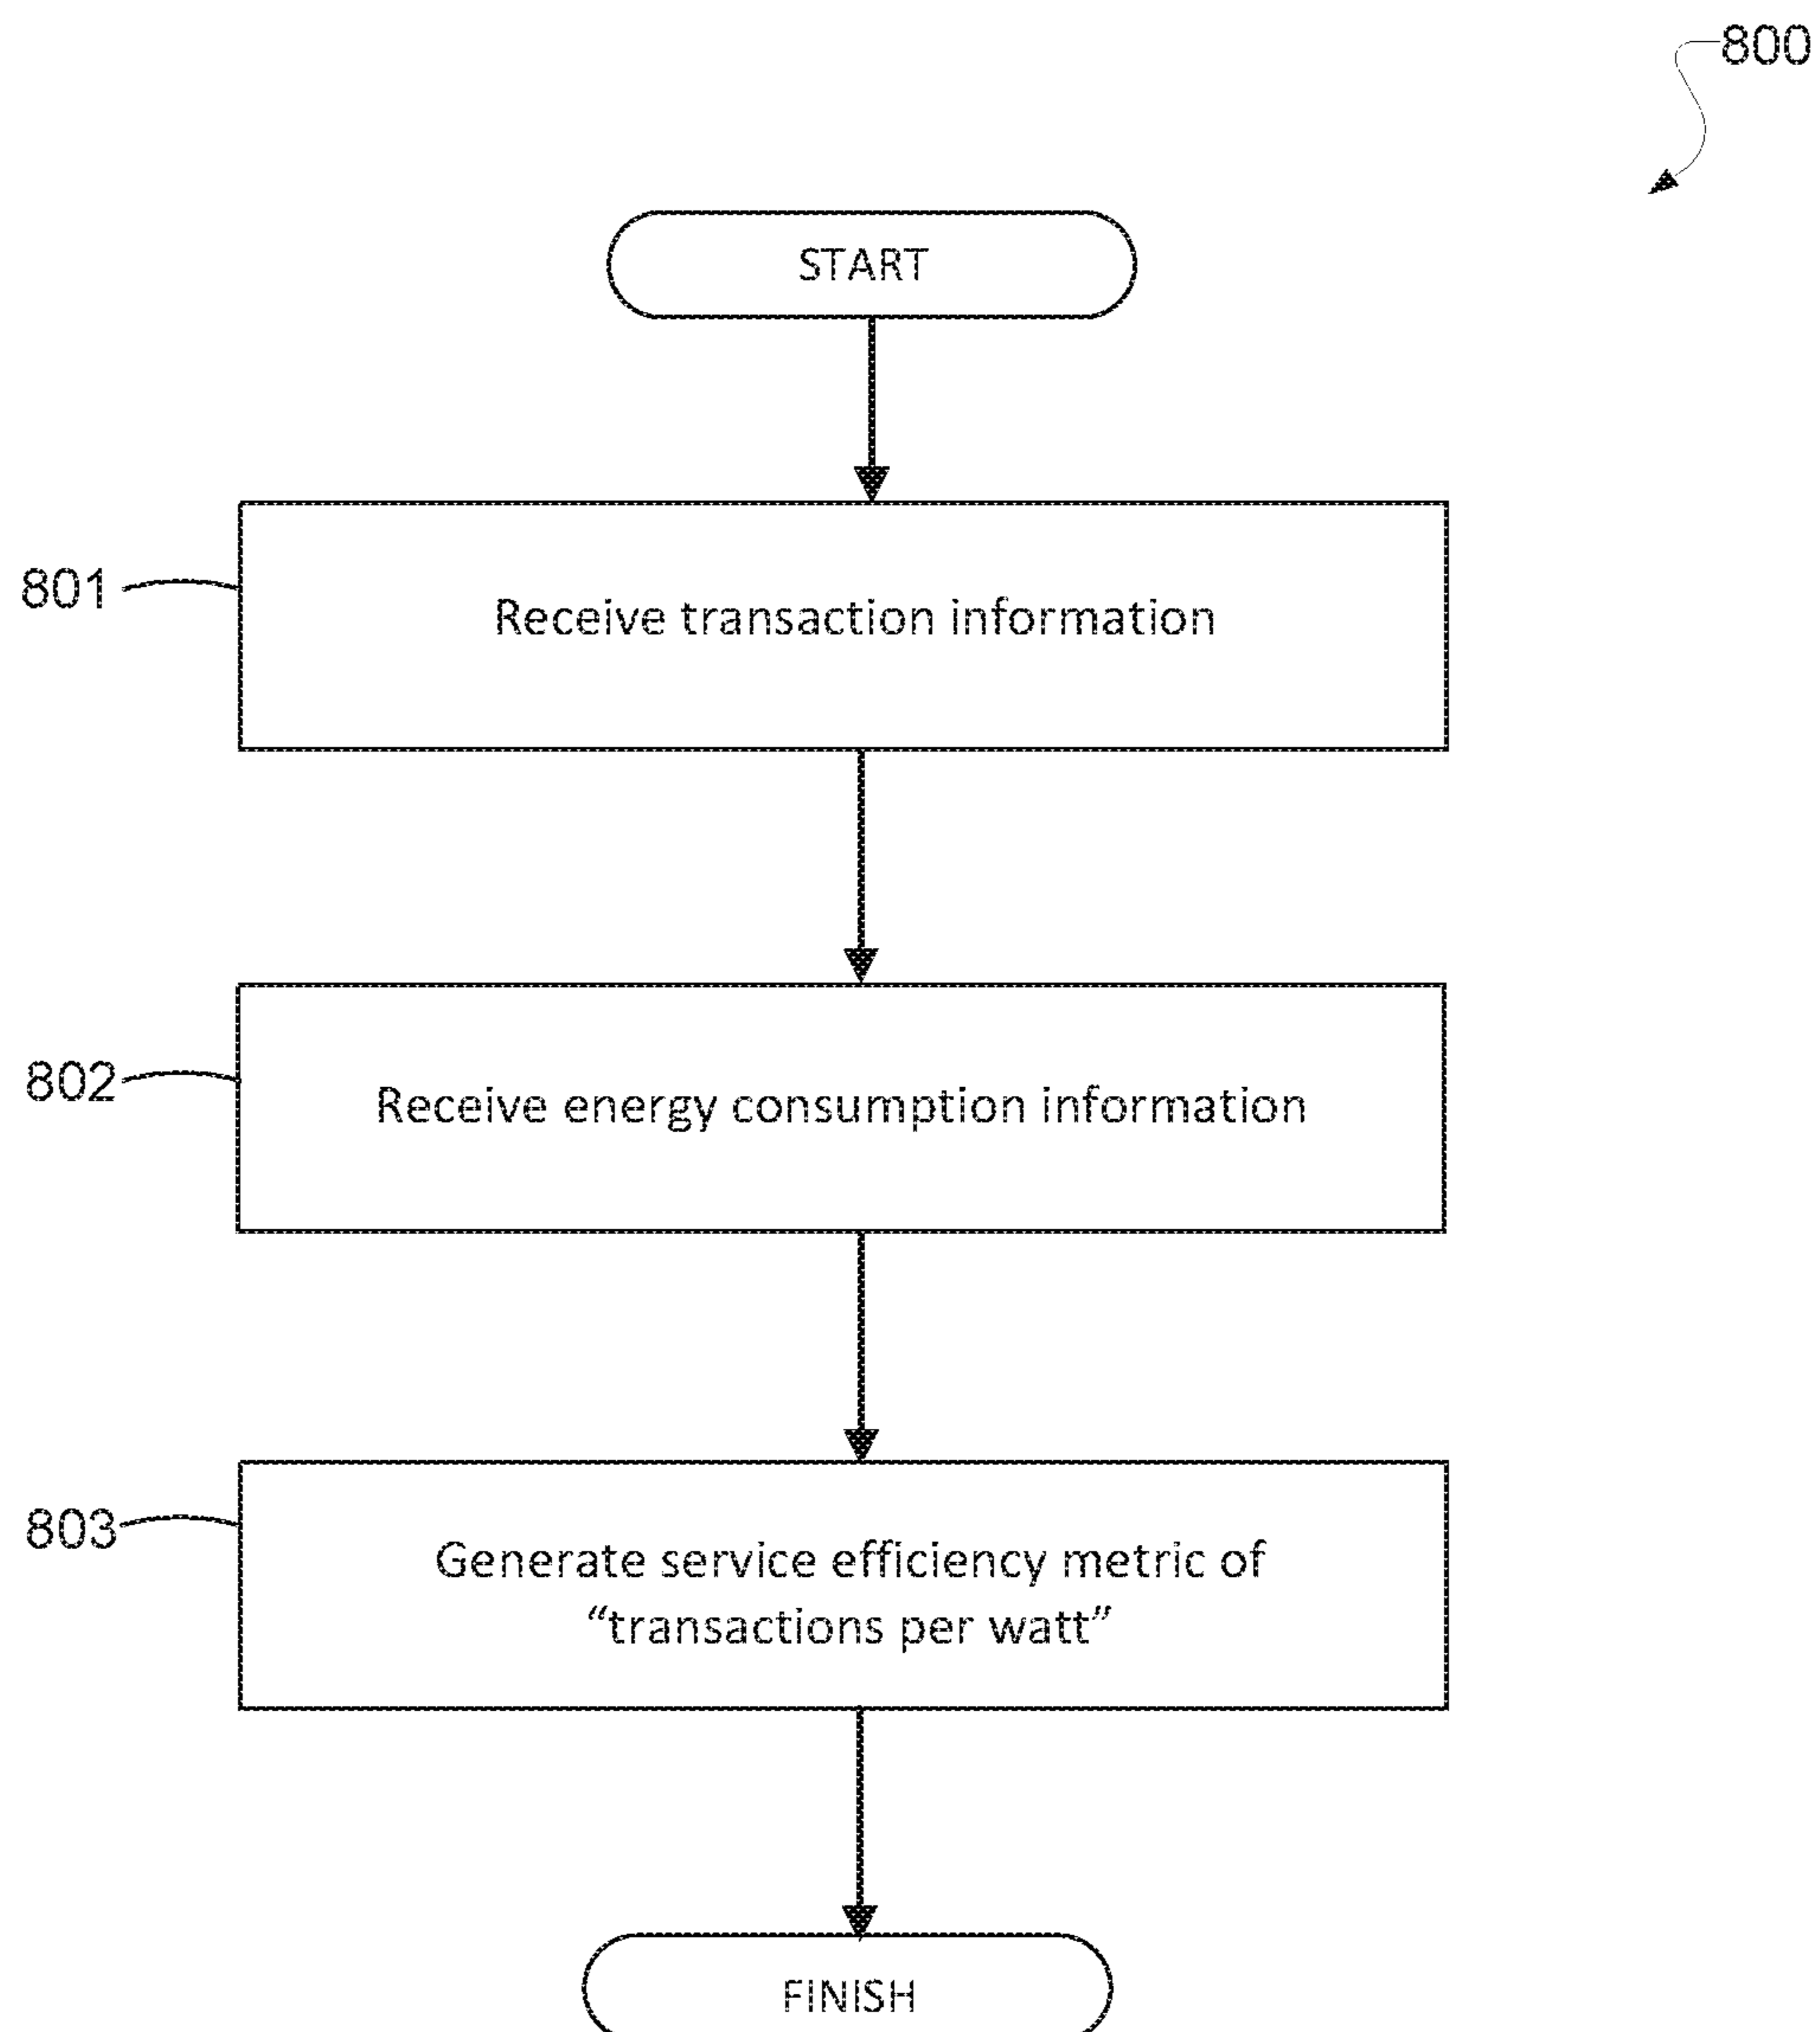 800
START
801
Receive transaction information
802
Receive energy consumption information
803
Generate service efficiency metric of
“transactions per watt”
FINISH